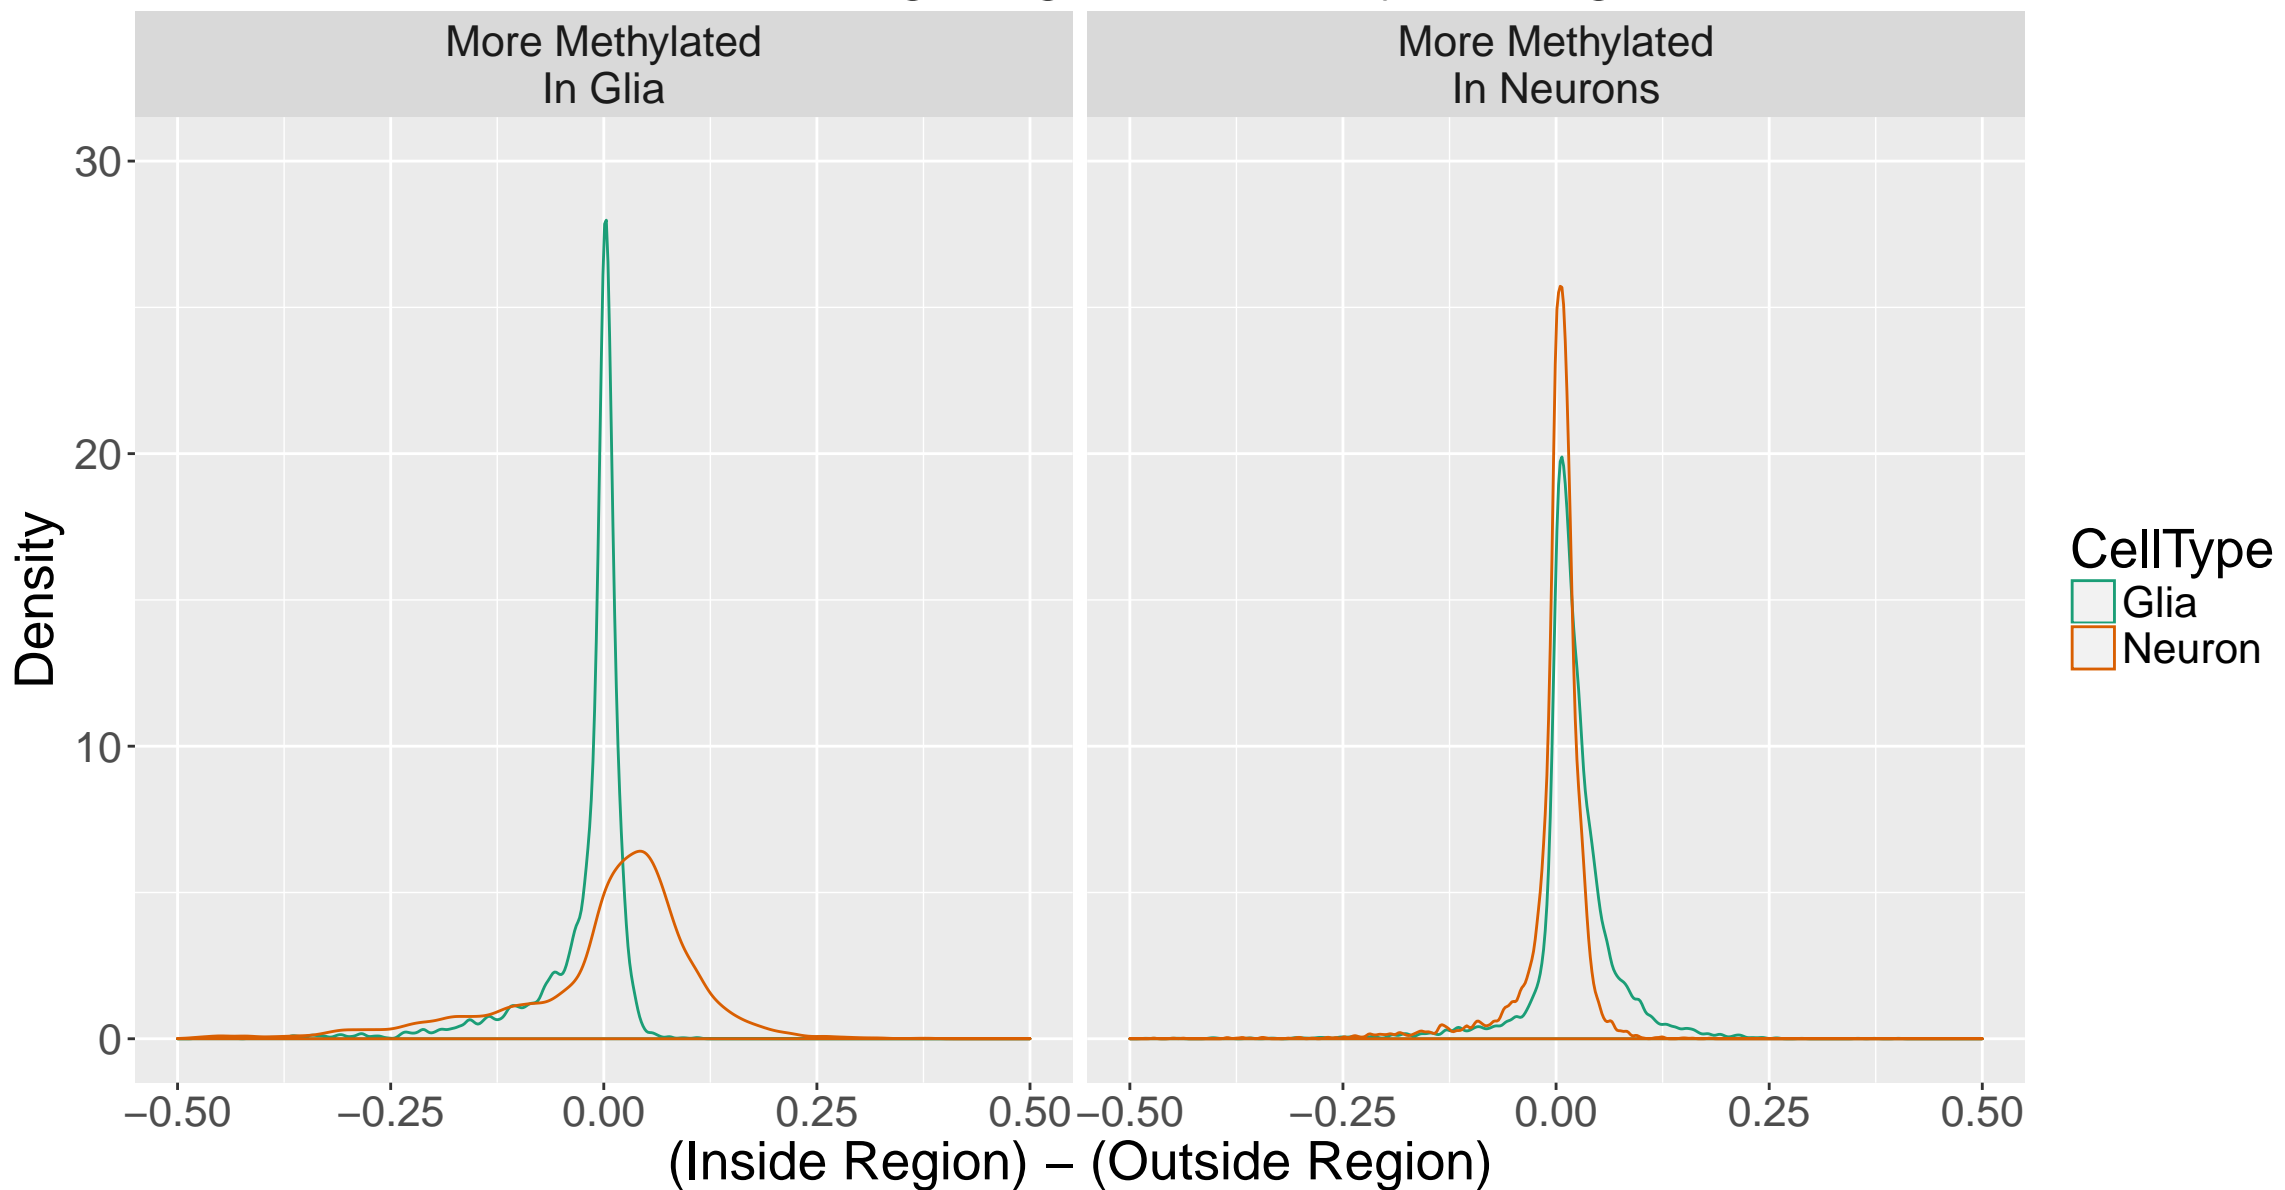 More Methylated
In Glia
More Methylated
In Neurons
30
20
10
0
Density
−0.50 −0.25 0.00 0.25 0.50
−0.50 −0.25 0.00 0.25 0.50
(Inside Region) − (Outside Region)
CellType
Glia
Neuron